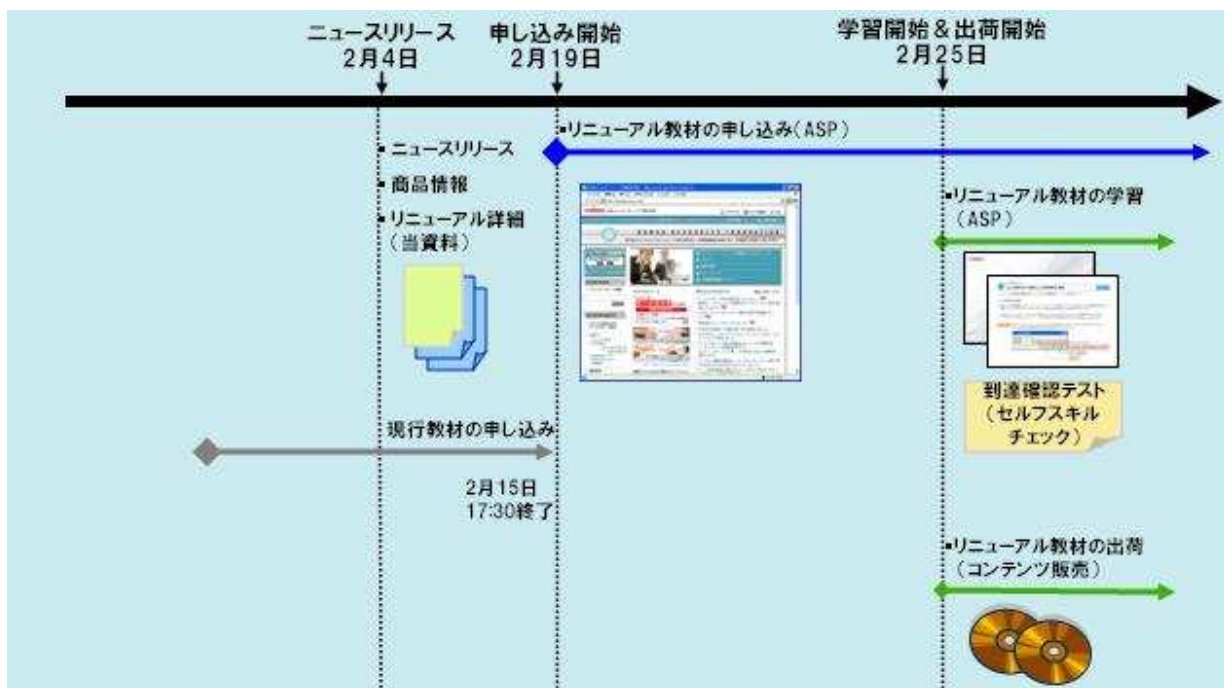 ニュースリリース
2月4日
申し込み開始
2月19日
学習開始＆出荷開始
2月25日
▪リニューアル教材の申し込み(ASP)
▪ニュースリリース
▪商品情報
▪リニューアル詳細
（当資料）
▪リニューアル教材の学習
（ASP）
到達確認テスト
（セルフスキル
チェック）
現行教材の申し込み
2月15日
17:30終了
▪リニューアル教材の出荷
（コンテンツ販売）